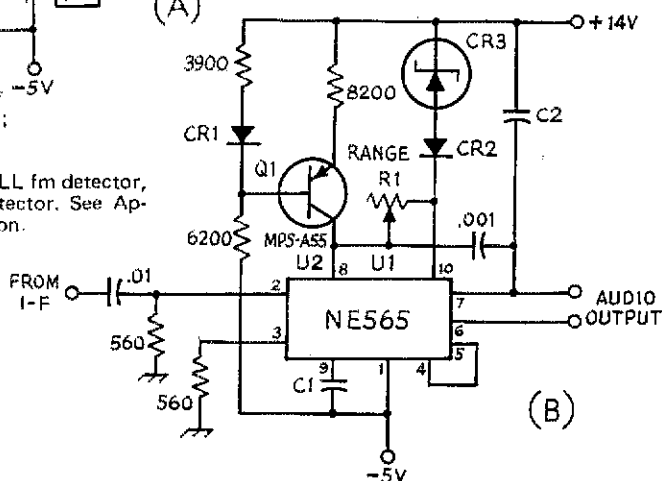 (A)
+14V
CR3
3900
8200
C2
-5V
;
CR1
RANGE
CR2
Q1
R1
LL fm detector,
tector. See Ap-
on.
6200
MPS-A55
.001
U2
8
U1
10
FROM
I-F
.01
2
7
AUDIO
OUTPUT
NE565
6
3
5
560
9
1
4
C1
560
(B)
-5V